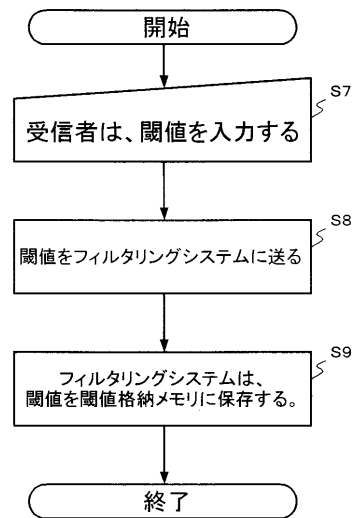 開始
受信者は、閾値を入力する
S7
閾値をフィルタリングシステムに送る
S8
フィルタリングシステムは、
閾値を閾値格納メモリに保存する。
S9
終了